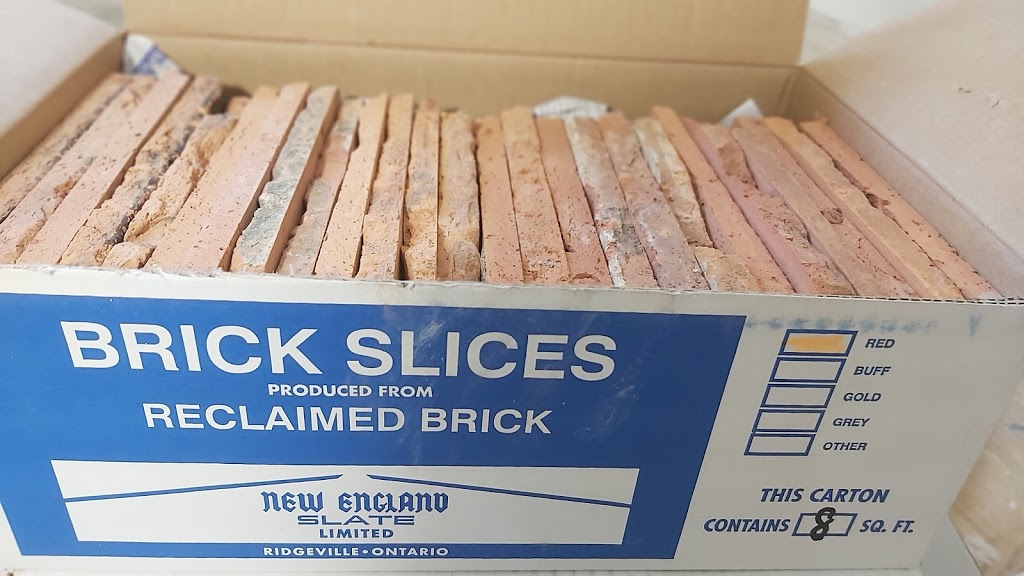 BRICK SLICES
PRODUCED FROM
RECLAIMED BRICK
NEW ENGLAND
SLATE
LIMITED
RIDGEVILLE • ONTARIO
RED
BUFF
GOLD
GREY
OTHER
THIS CARTON
CONTAINS 8 SQ. FT.